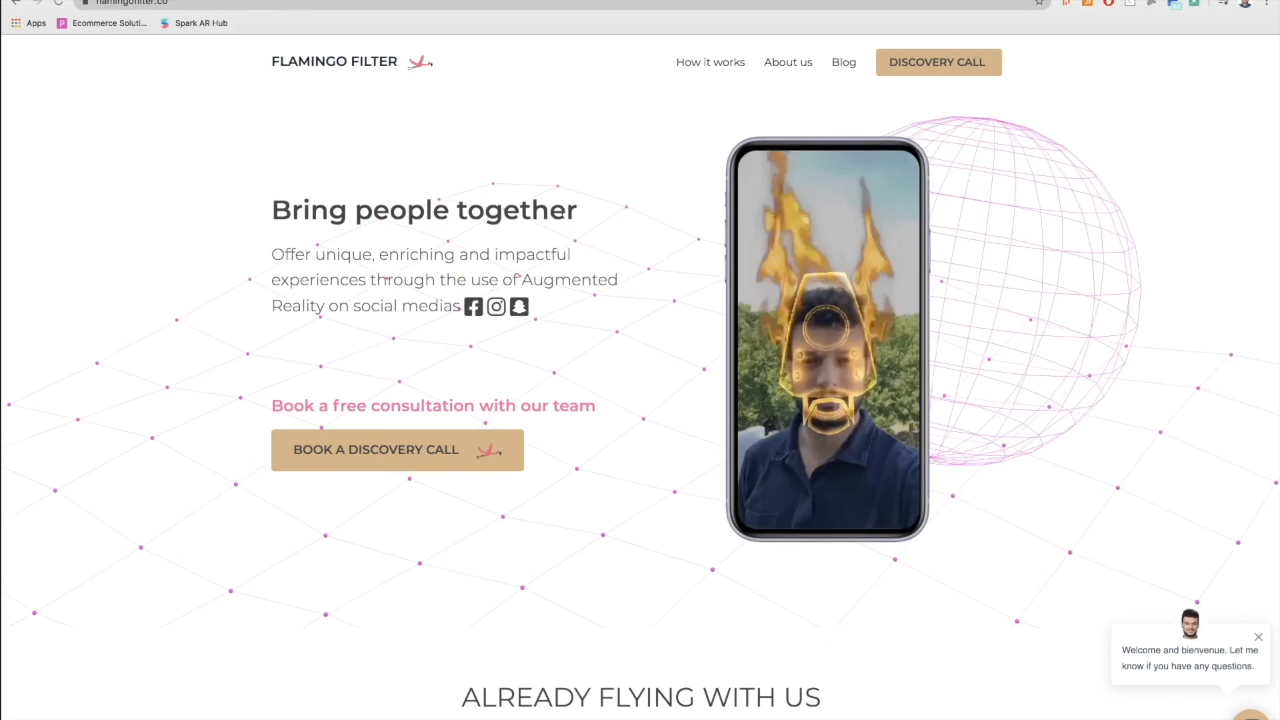 flamingofilter.co
Apps
Ecommerce Soluti...
Spark AR Hub
FLAMINGO FILTER
How it works
About us
Blog
DISCOVERY CALL
Bring people together
Offer unique, enriching and impactful
experiences through the use of Augmented
Reality on social medias
Book a free consultation with our team
BOOK A DISCOVERY CALL
Welcome and bienvenue. Let me
know if you have any questions.
ALREADY FLYING WITH US